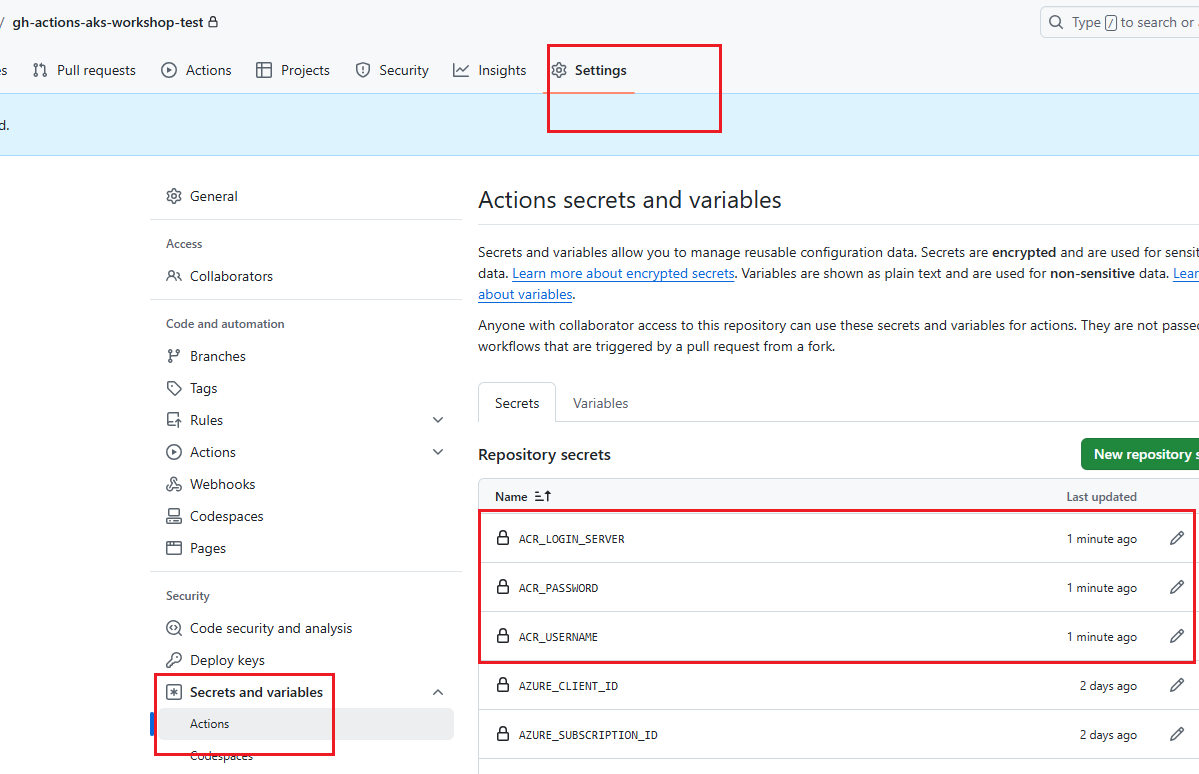 / gh-actions-aks-workshop-test
Type / to search or
Pull requests Actions Projects Security Insights Settings
d.
General
Access
Collaborators
Code and automation
Branches
Tags
Rules
Actions
Webhooks
Codespaces
Pages
Security
Code security and analysis
Deploy keys
Secrets and variables
Actions
Codespaces
Actions secrets and variables
Secrets and variables allow you to manage reusable configuration data. Secrets are encrypted and are used for sensit
data. Learn more about encrypted secrets. Variables are shown as plain text and are used for non-sensitive data. Lear
about variables.
Anyone with collaborator access to this repository can use these secrets and variables for actions. They are not passed
workflows that are triggered by a pull request from a fork.
Secrets Variables
Repository secrets
New repository s
Name Last updated
ACR_LOGIN_SERVER 1 minute ago
ACR_PASSWORD 1 minute ago
ACR_USERNAME 1 minute ago
AZURE_CLIENT_ID 2 days ago
AZURE_SUBSCRIPTION_ID 2 days ago